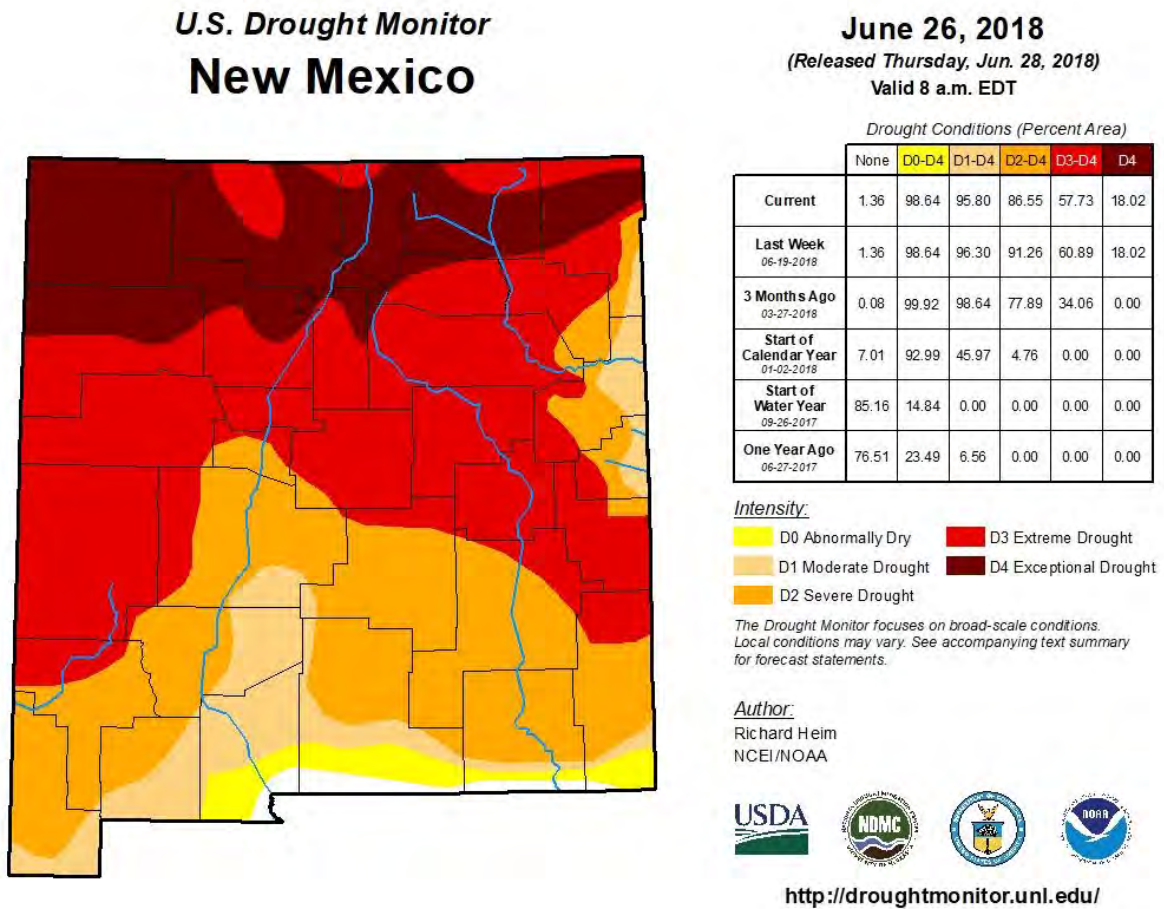 U.S. Drought Monitor
New Mexico
June 26, 2018
(Released Thursday, Jun. 28, 2018)
Valid 8 a.m. EDT
Drought Conditions (Percent Area)
None D0-D4 D1-D4 D2-D4 D3-D4 D4
Current 1.36 98.64 95.80 86.55 57.73 18.02
Last Week
06-19-2018 1.36 98.64 96.30 91.26 60.89 18.02
3 Months Ago
03-27-2018 0.08 99.92 98.64 77.89 34.06 0.00
Start of
Calendar Year
01-02-2018 7.01 92.99 45.97 4.76 0.00 0.00
Start of
Water Year
09-26-2017 85.16 14.84 0.00 0.00 0.00 0.00
One Year Ago
06-27-2017 76.51 23.49 6.56 0.00 0.00 0.00
Intensity:
D0 Abnormally Dry
D1 Moderate Drought
D2 Severe Drought
D3 Extreme Drought
D4 Exceptional Drought
The Drought Monitor focuses on broad-scale conditions.
Local conditions may vary. See accompanying text summary
for forecast statements.
Author:
Richard Heim
NCEI/NOAA
USDA
NDMC
NOAA
http://droughtmonitor.unl.edu/